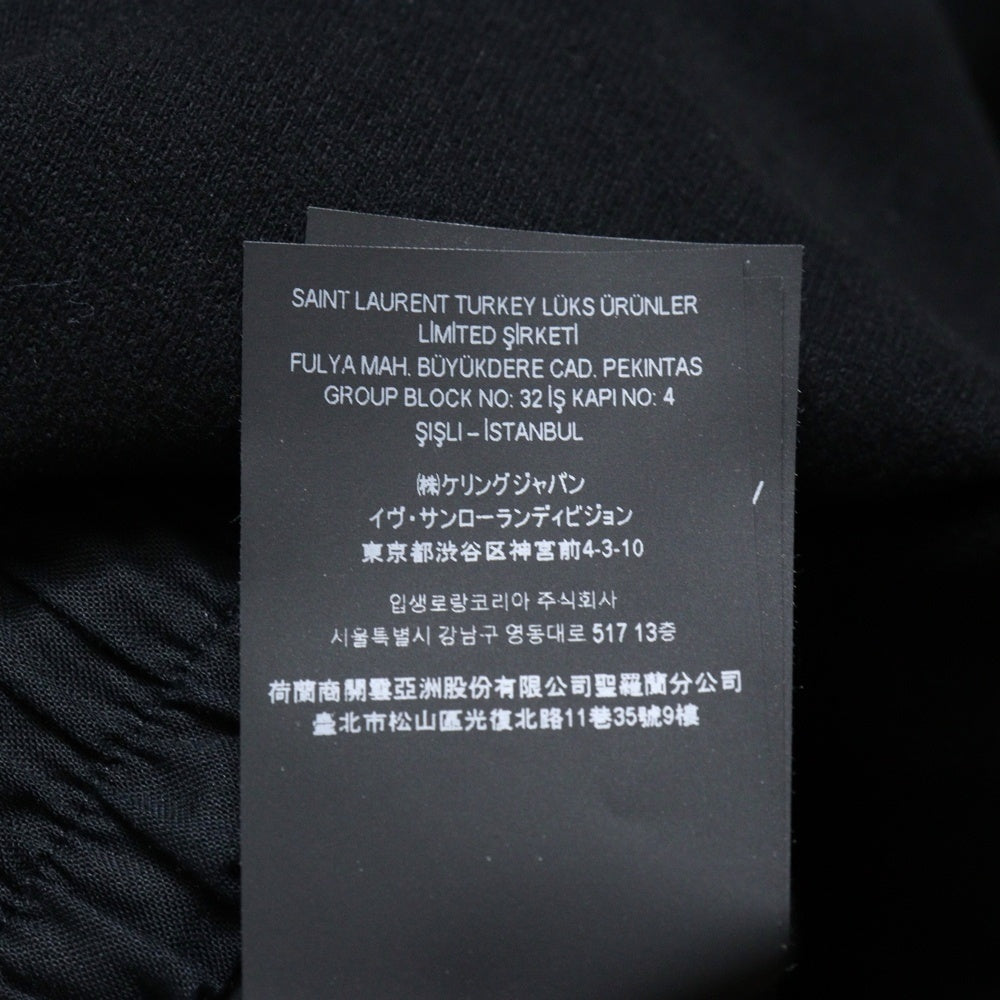 SAINT LAURENT TURKEY LÜKS ÜRÜNLER
LİMİTED ŞİRKETİ
FULYA MAH. BÜYÜKDERE CAD. PEKINTAS
GROUP BLOCK NO: 32 İŞ KAPI NO: 4
ŞIŞLI – İSTANBUL
㈱ケリングジャパン
イヴ・サンローランディビジョン
東京都渋谷区神宮前4-3-10
입생로랑코리아 주식회사
시울특별시 강남구 영동대로 517 13층
荷蘭商開雲亞洲股份有限公司聖羅蘭分公司
臺北市松山區光復北路11巷35號9樓